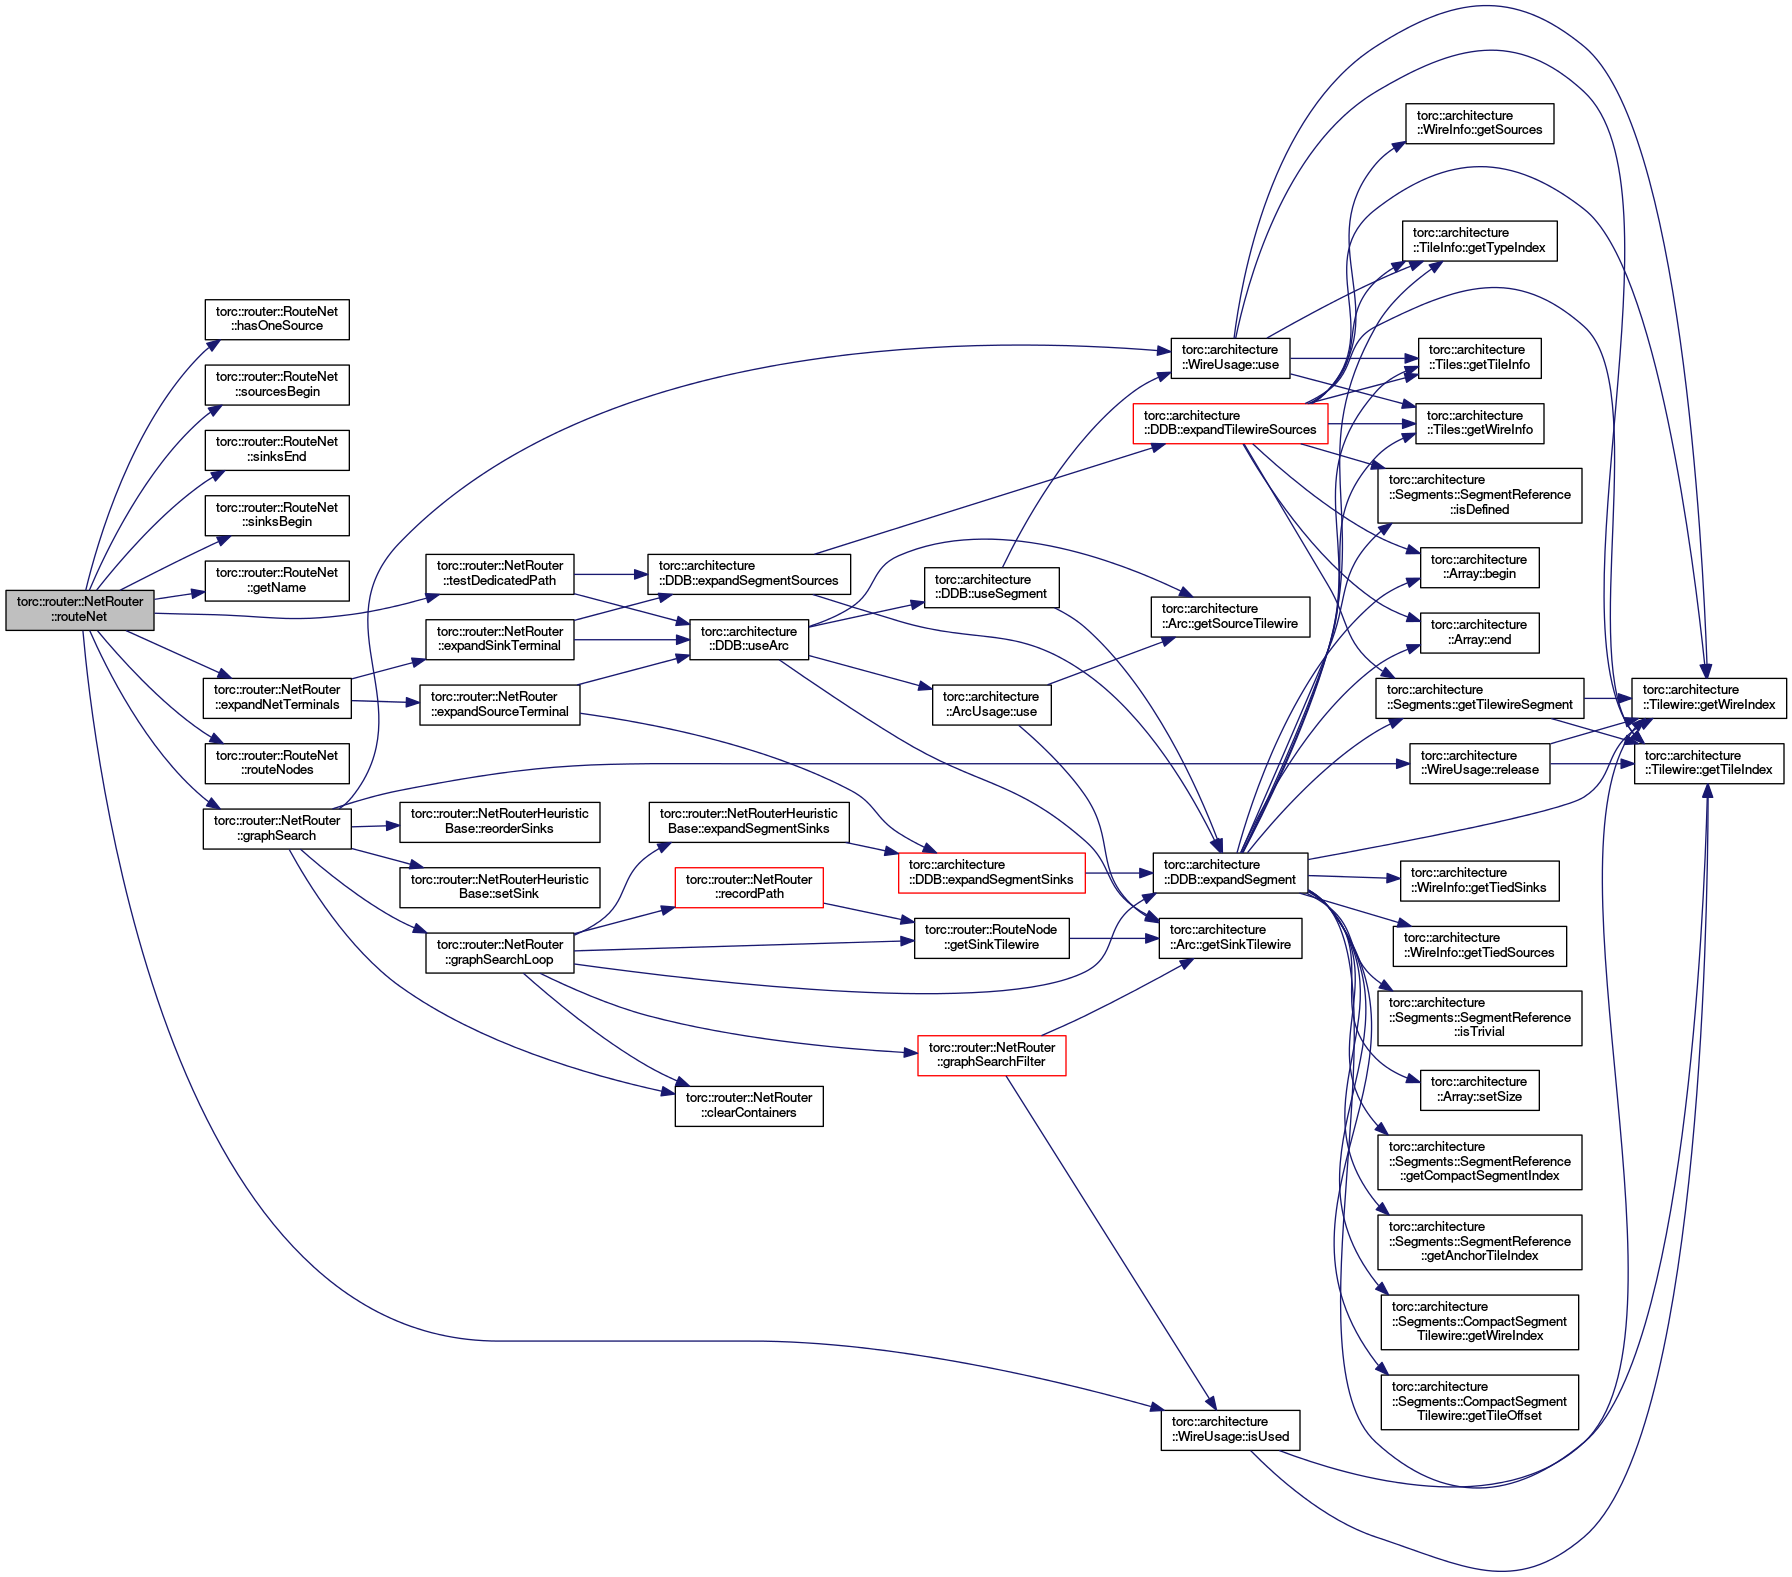 torc::router::NetRouter
::routeNet
torc::router::RouteNet
::hasOneSource
torc::router::RouteNet
::sourcesBegin
torc::router::RouteNet
::sinksEnd
torc::router::RouteNet
::sinksBegin
torc::router::RouteNet
::getName
torc::router::NetRouter
::expandNetTerminals
torc::router::RouteNet
::routeNodes
torc::router::NetRouter
::graphSearch
torc::router::NetRouter
::testDedicatedPath
torc::router::NetRouter
::expandSinkTerminal
torc::router::NetRouter
::expandSourceTerminal
torc::router::NetRouterHeuristic
Base::reorderSinks
torc::router::NetRouterHeuristic
Base::setSink
torc::router::NetRouter
::graphSearchLoop
torc::architecture
::DDB::expandSegmentSources
torc::architecture
::DDB::useArc
torc::router::NetRouterHeuristic
Base::expandSegmentSinks
torc::router::NetRouter
::recordPath
torc::router::NetRouter
::clearContainers
torc::architecture
::DDB::useSegment
torc::architecture
::ArcUsage::use
torc::architecture
::DDB::expandSegmentSinks
torc::router::RouteNode
::getSinkTilewire
torc::router::NetRouter
::graphSearchFilter
torc::architecture
::WireUsage::use
torc::architecture
::DDB::expandTilewireSources
torc::architecture
::Arc::getSourceTilewire
torc::architecture
::DDB::expandSegment
torc::architecture
::Arc::getSinkTilewire
torc::architecture
::WireUsage::isUsed
torc::architecture
::WireInfo::getSources
torc::architecture
::TileInfo::getTypeIndex
torc::architecture
::Tiles::getTileInfo
torc::architecture
::Tiles::getWireInfo
torc::architecture
::Segments::SegmentReference
::isDefined
torc::architecture
::Array::begin
torc::architecture
::Array::end
torc::architecture
::Segments::getTilewireSegment
torc::architecture
::WireUsage::release
torc::architecture
::WireInfo::getTiedSinks
torc::architecture
::WireInfo::getTiedSources
torc::architecture
::Segments::SegmentReference
::isTrivial
torc::architecture
::Array::setSize
torc::architecture
::Segments::SegmentReference
::getCompactSegmentIndex
torc::architecture
::Segments::SegmentReference
::getAnchorTileIndex
torc::architecture
::Segments::CompactSegment
Tilewire::getWireIndex
torc::architecture
::Segments::CompactSegment
Tilewire::getTileOffset
torc::architecture
::Tilewire::getWireIndex
torc::architecture
::Tilewire::getTileIndex